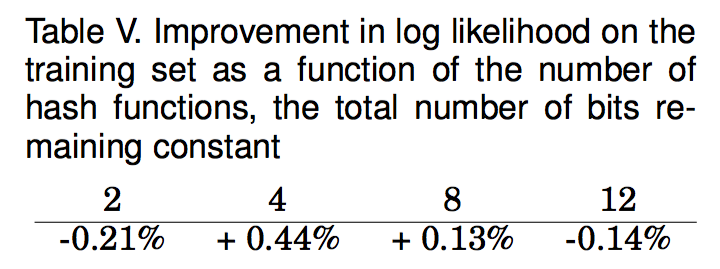 Table V. Improvement in log likelihood on the
training set as a function of the number of
hash functions, the total number of bits re-
maining constant
2 4 8 12
-0.21% + 0.44% + 0.13% -0.14%